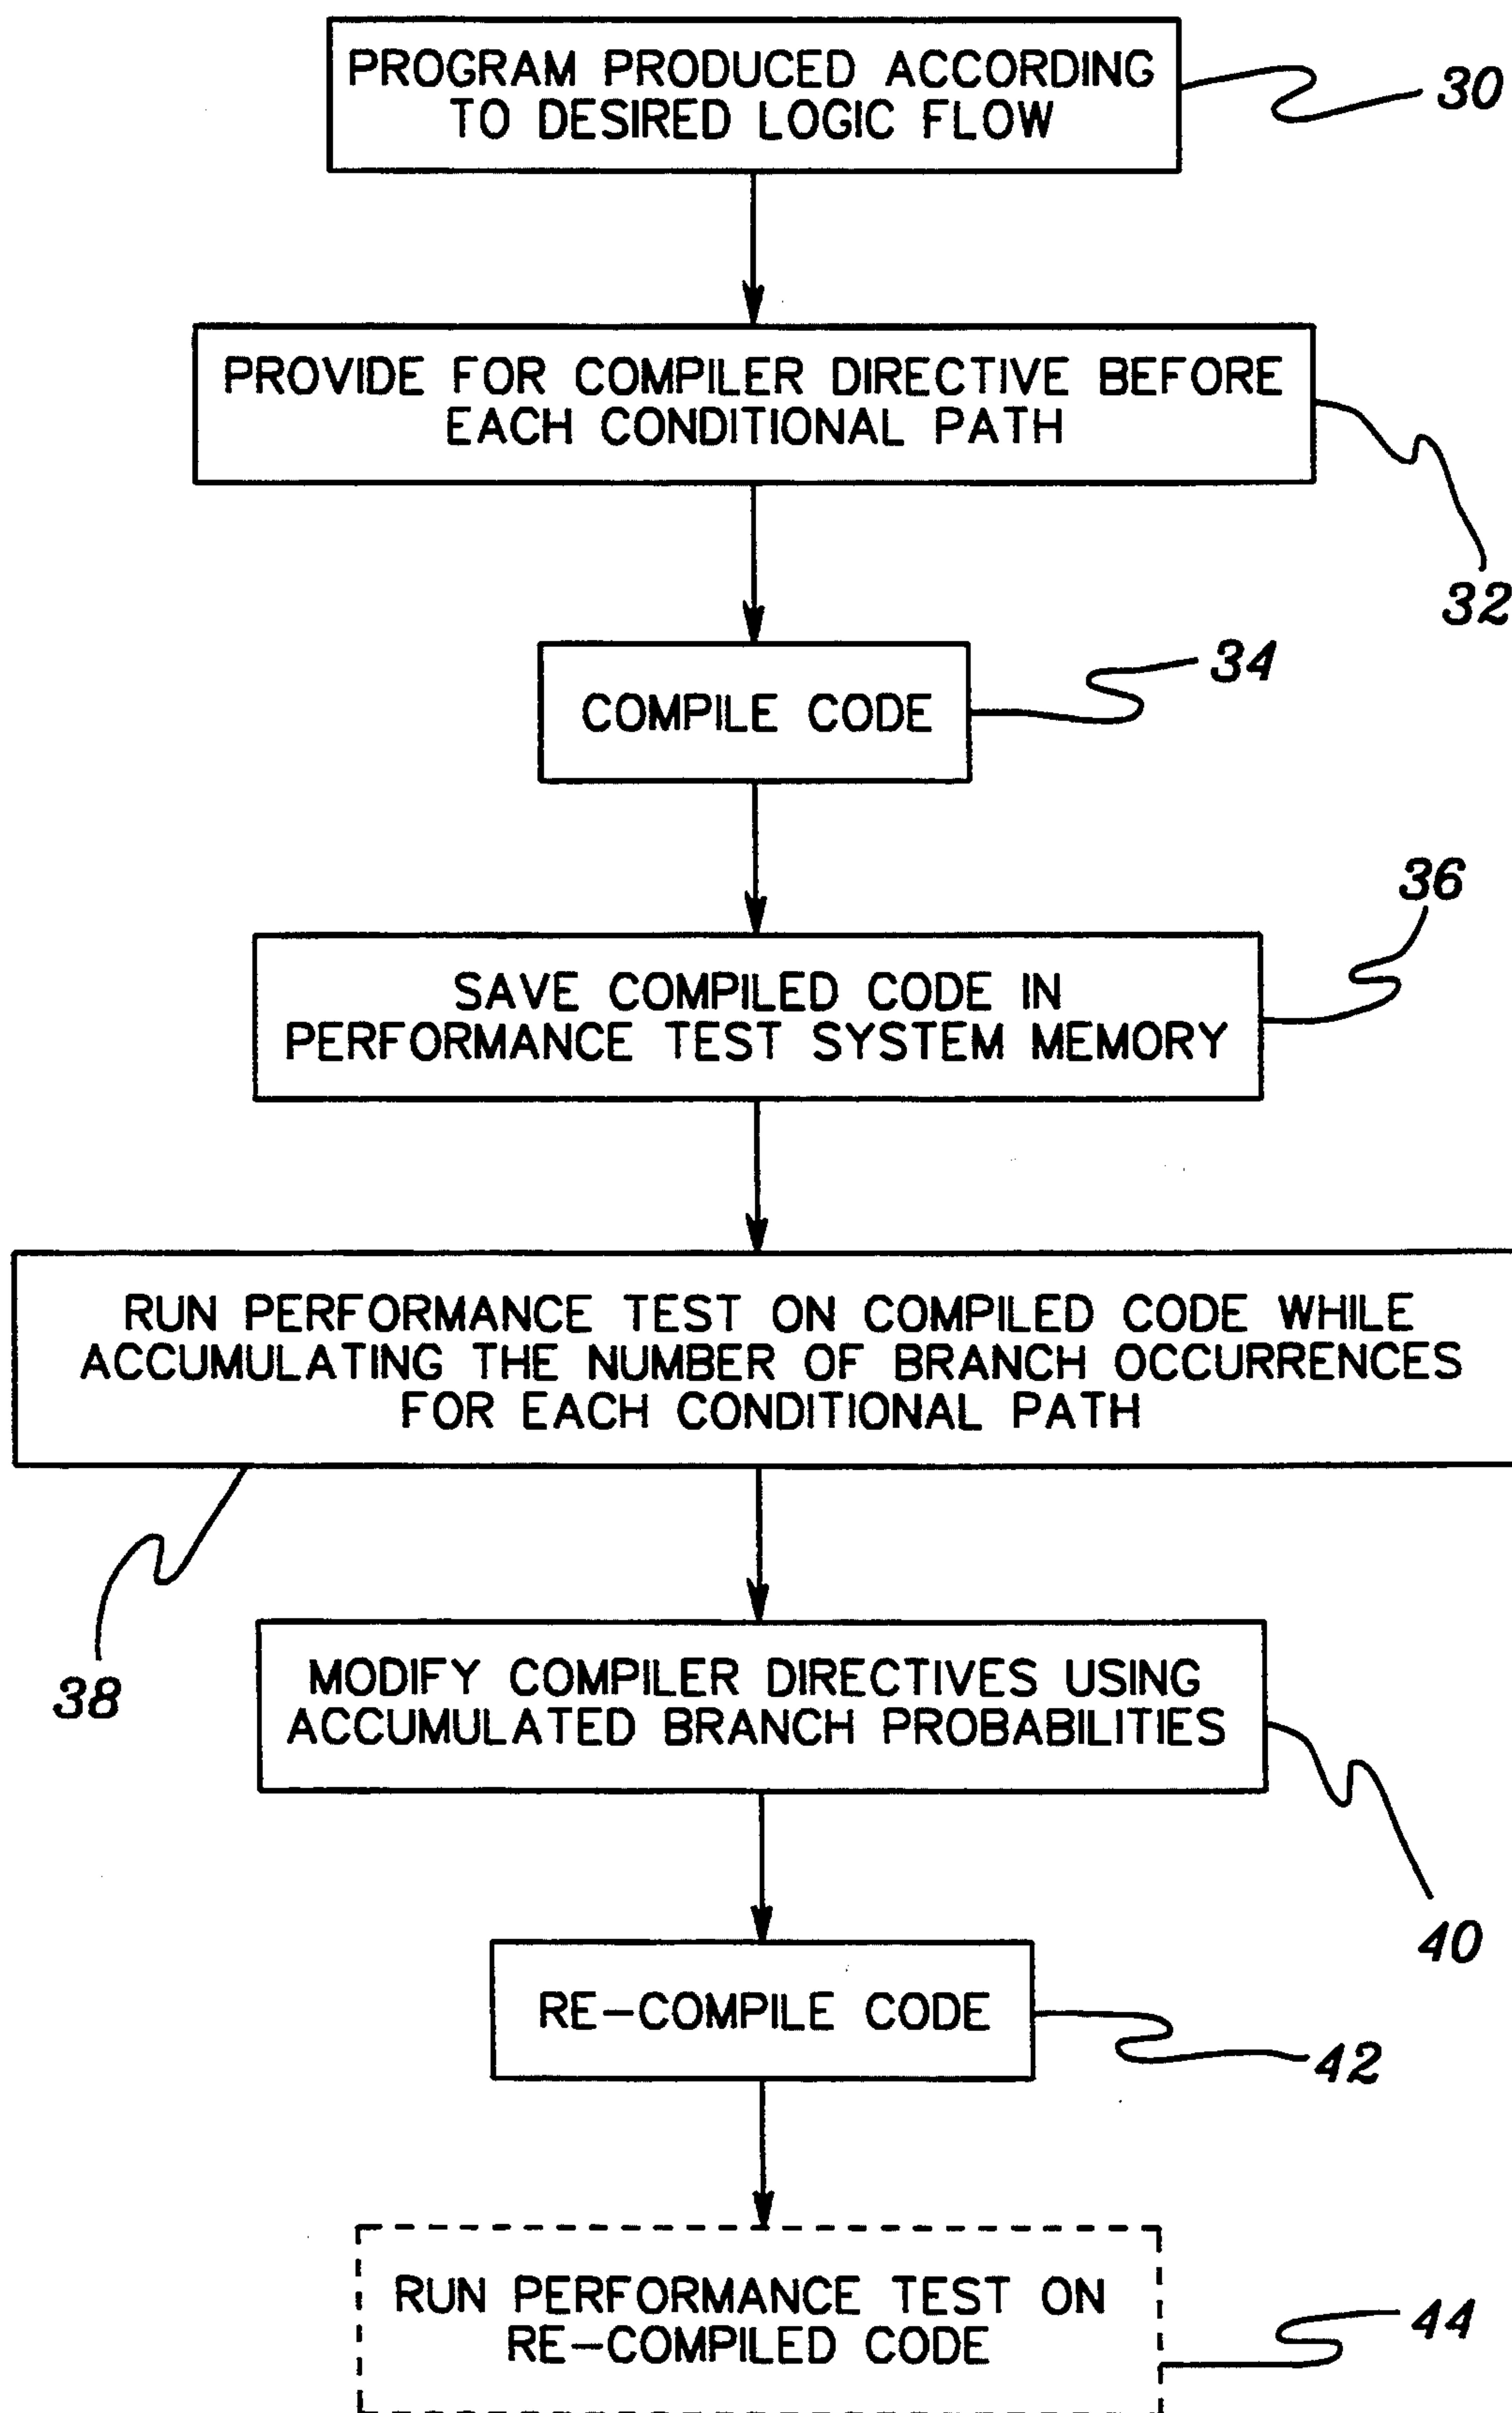 PROGRAM PRODUCED ACCORDING
TO DESIRED LOGIC FLOW
30
PROVIDE FOR COMPILER DIRECTIVE BEFORE
EACH CONDITIONAL PATH
32
COMPILE CODE
34
36
SAVE COMPILED CODE IN
PERFORMANCE TEST SYSTEM MEMORY
RUN PERFORMANCE TEST ON COMPILED CODE WHILE
ACCUMULATING THE NUMBER OF BRANCH OCCURRENCES
FOR EACH CONDITIONAL PATH
38
MODIFY COMPILER DIRECTIVES USING
ACCUMULATED BRANCH PROBABILITIES
40
RE-COMPILE CODE
42
RUN PERFORMANCE TEST ON
RE-COMPILED CODE
44